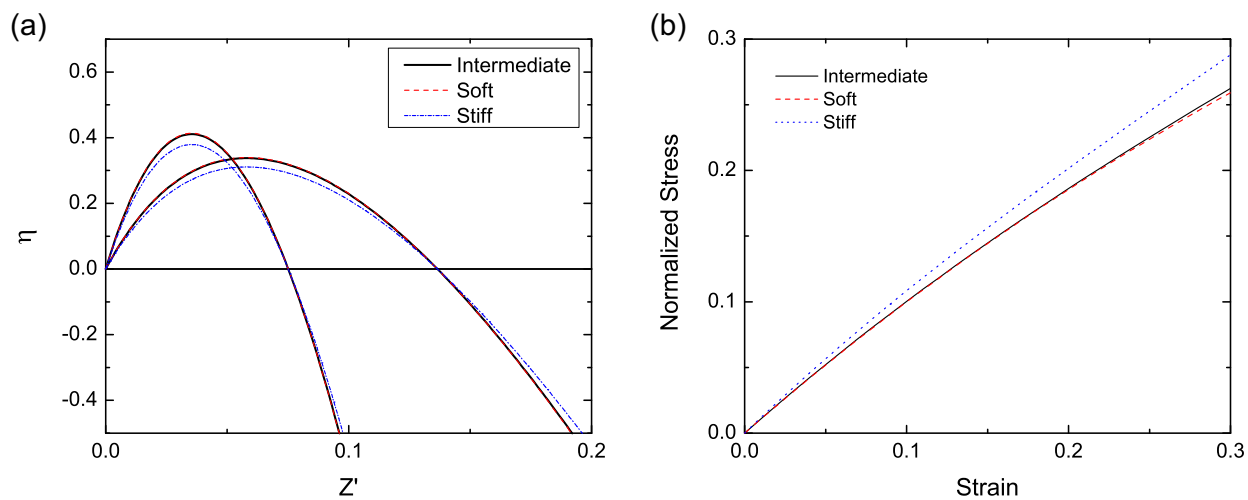 (a)
0.6
0.4
0.2
0.0
-0.2
-0.4
η
0.0
0.1
0.2
Z'
Intermediate
Soft
Stiff
(b)
0.3
0.2
0.1
0.0
Normalized Stress
0.0
0.1
0.2
0.3
Strain
Intermediate
Soft
Stiff